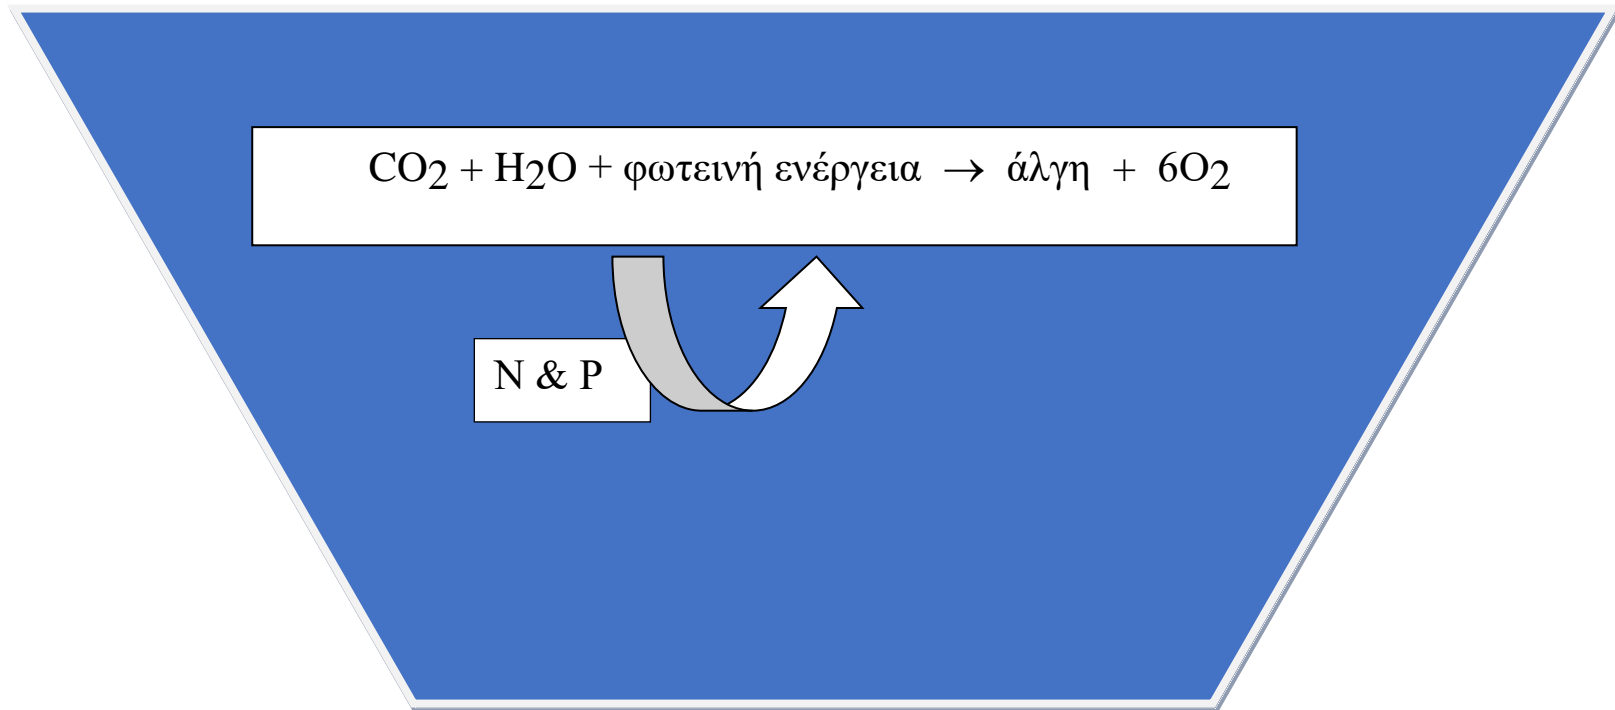 CO2 + H2O + φωτεινή ενέργεια → άλγη + 6O2
N & P